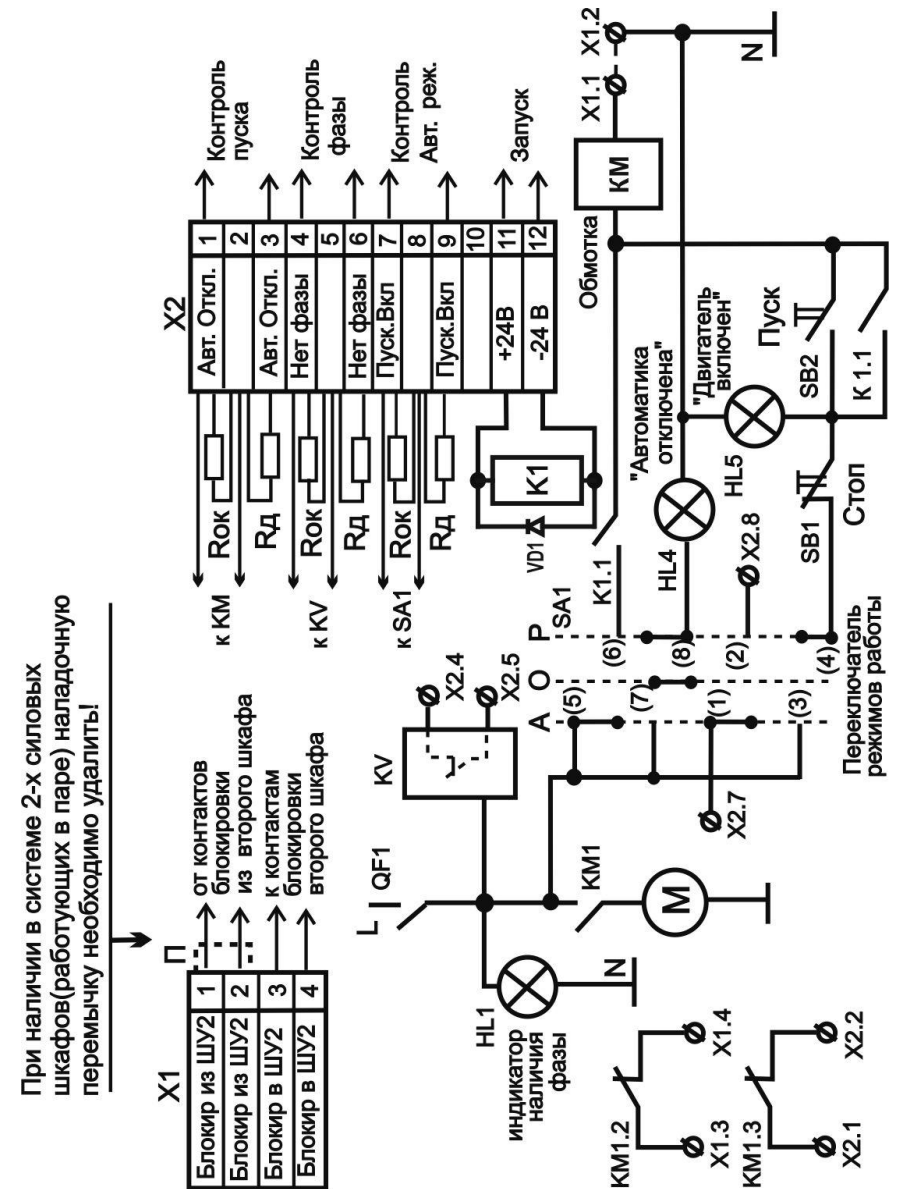 При наличии в системе 2-х силовых
шкафов(работующих в паре) наладочную
перемычку необходимо удалить!
X1
П
Блокир из ШУ2 1
Блокир из ШУ2 2
Блокир в ШУ2 3
Блокир в ШУ2 4
от контактов
блокировки
из второго шкафа
к контактам
блокировки
второго шкафа
X2
Авт. Откл. 1
2
Авт. Откл. 3
Нет фазы 4
5
Нет фазы 6
Пуск.Вкл 7
8
Пуск.Вкл 9
10
+24В 11
-24 В 12
Контроль
пуска
Контроль
фазы
Контроль
Авт. реж.
Запуск
Rок
Rд
Rок
Rд
Rок
Rд
к KM
к KV
к SA1
VD1
K1
L
QF1
KV
X2.4
X2.5
HL1
индикатор
наличия
фазы
N
KM1
M
X2.7
A
O
P
SA1
(5)
(7)
(1)
(3)
(6)
(8)
(2)
(4)
Переключатель
режимов работы
K1.1
HL4
"Автоматика
отключена"
X2.8
HL5
"Двигатель
включен"
SB1
Стоп
SB2
Пуск
К 1.1
Обмотка
KM
X1.1
X1.2
N
KM1.2
X1.3
X1.4
KM1.3
X2.1
X2.2